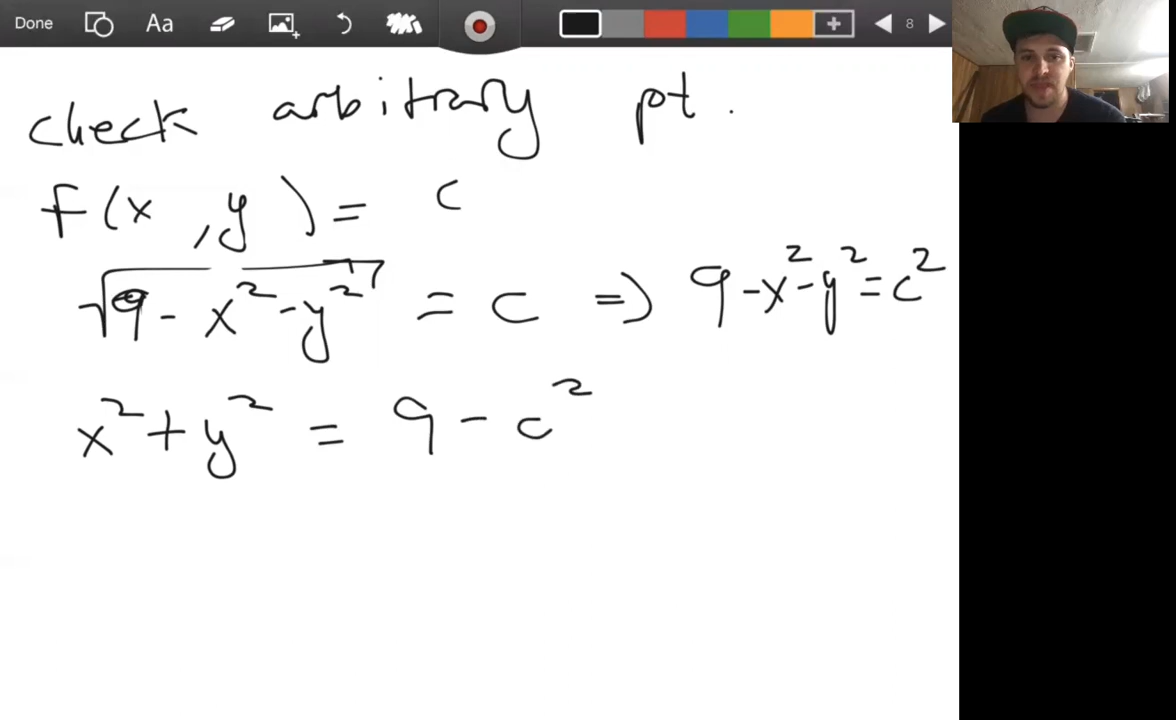 Done Aa 8
check arbitrary pt.
f(x,y) = c
√9-x²-y² = c ⇒ 9-x²-y²=c²
x²+y² = 9-c²